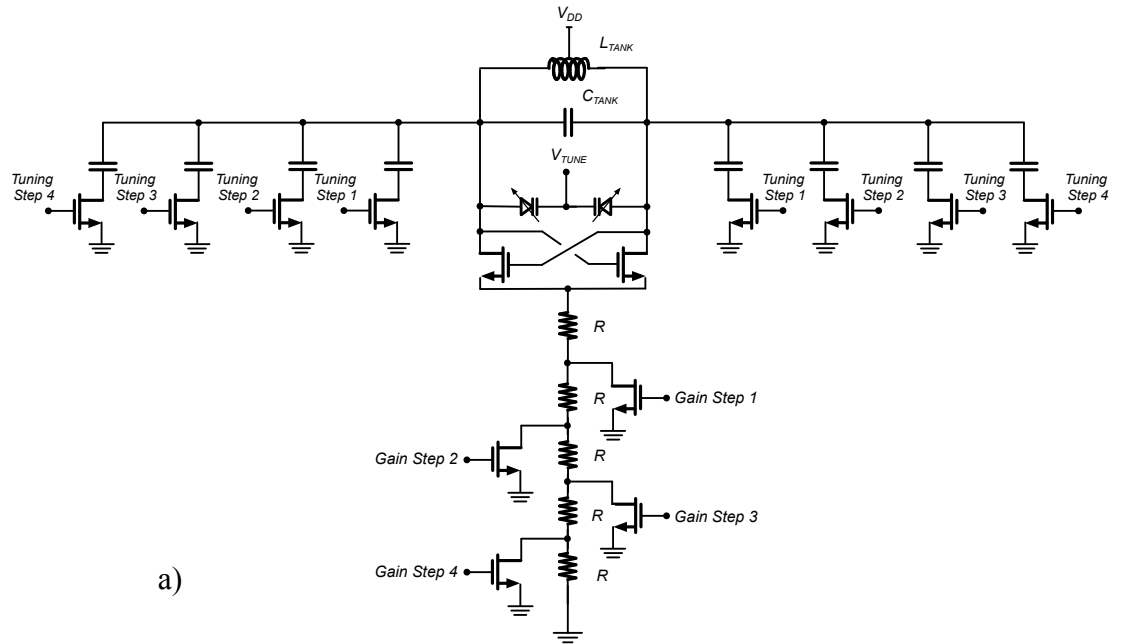 V_DD
L_TANK
C_TANK
V_TUNE
Tuning
Step 4
Tuning
Step 3
Tuning
Step 2
Tuning
Step 1
Tuning
Step 1
Tuning
Step 2
Tuning
Step 3
Tuning
Step 4
R
R
Gain Step 1
Gain Step 2
R
R
Gain Step 3
Gain Step 4
R
a)